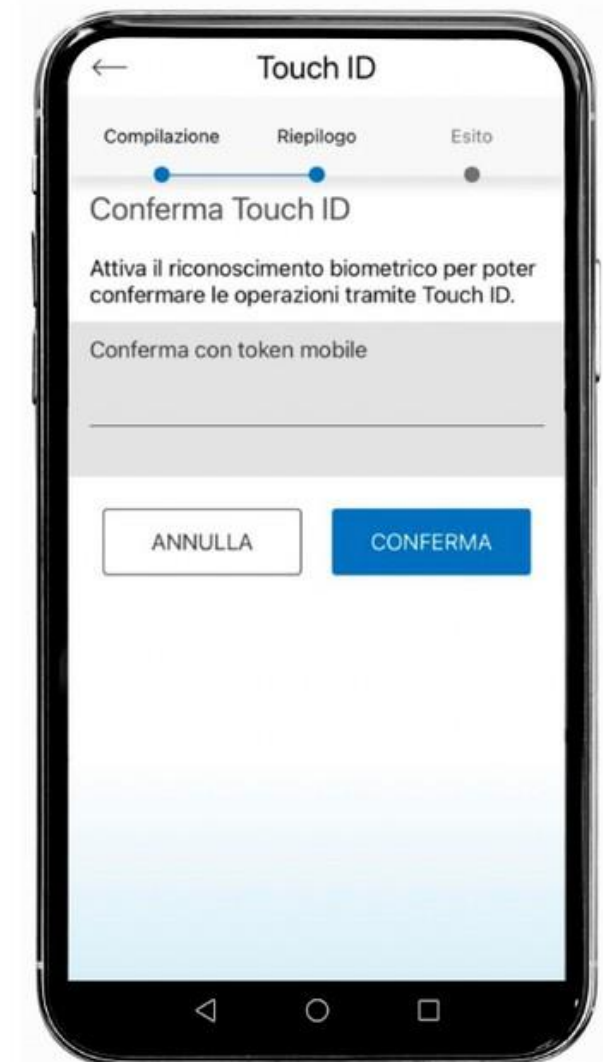 Touch ID
Compilazione Riepilogo Esito
Conferma Touch ID
Attiva il riconoscimento biometrico per poter
confermare le operazioni tramite Touch ID.
Conferma con token mobile
ANNULLA CONFERMA